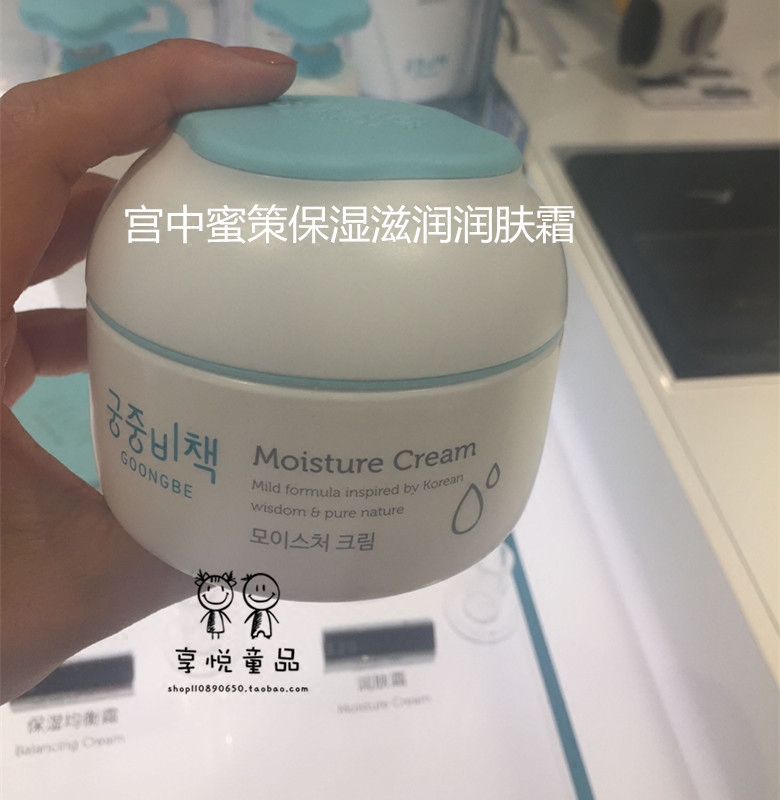 宫中蜜策保湿滋润润肤霜
궁중비책
GOONGBE
Moisture Cream
Mild formula inspired by Korean
wisdom & pure nature
모이스처 크림
享悦童品
shop110890650.taobao.com
保湿均衡霜
Balancing Cream
润肤霜
Moisture Cream